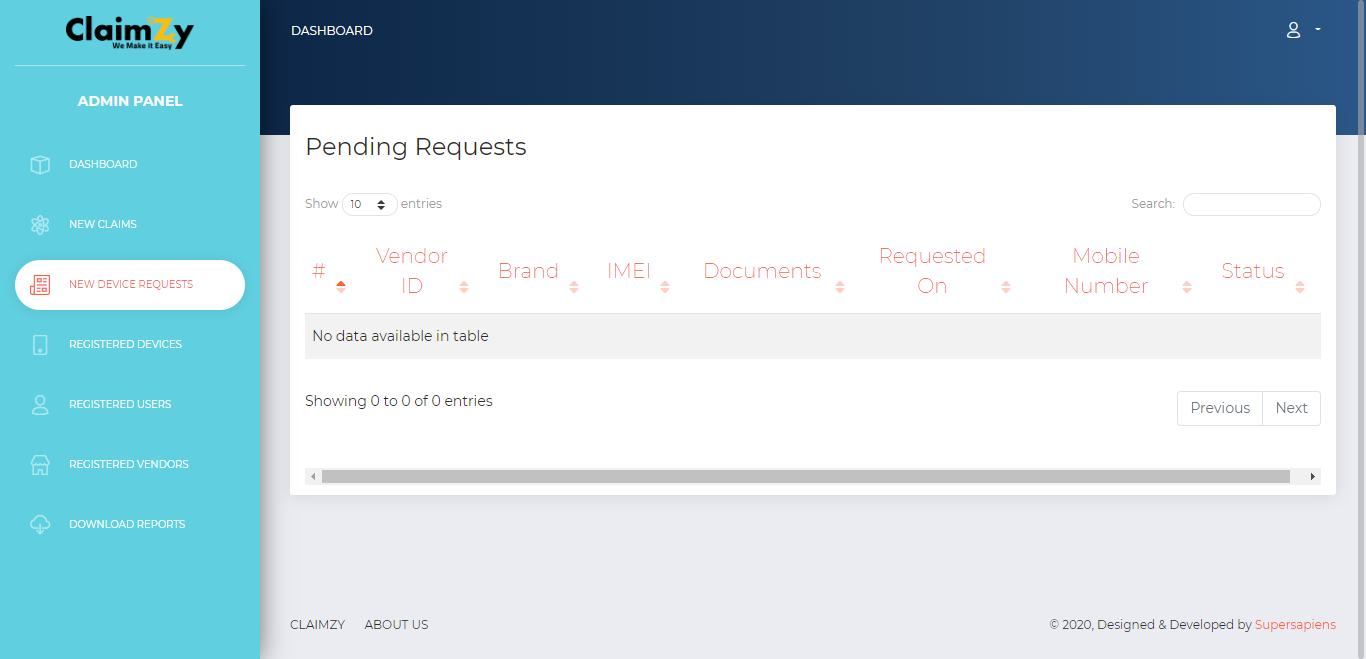 ClaimZy
We Make it Easy
ADMIN PANEL
DASHBOARD
NEW CLAIMS
NEW DEVICE REQUESTS
REGISTERED DEVICES
REGISTERED USERS
REGISTERED VENDORS
DOWNLOAD REPORTS
DASHBOARD
Pending Requests
Show 10 entries
Search:
# Vendor ID Brand IMEI Documents Requested On Mobile Number Status
No data available in table
Showing 0 to 0 of 0 entries
Previous Next
CLAIMZY ABOUT US
© 2020, Designed & Developed by Supersapiens